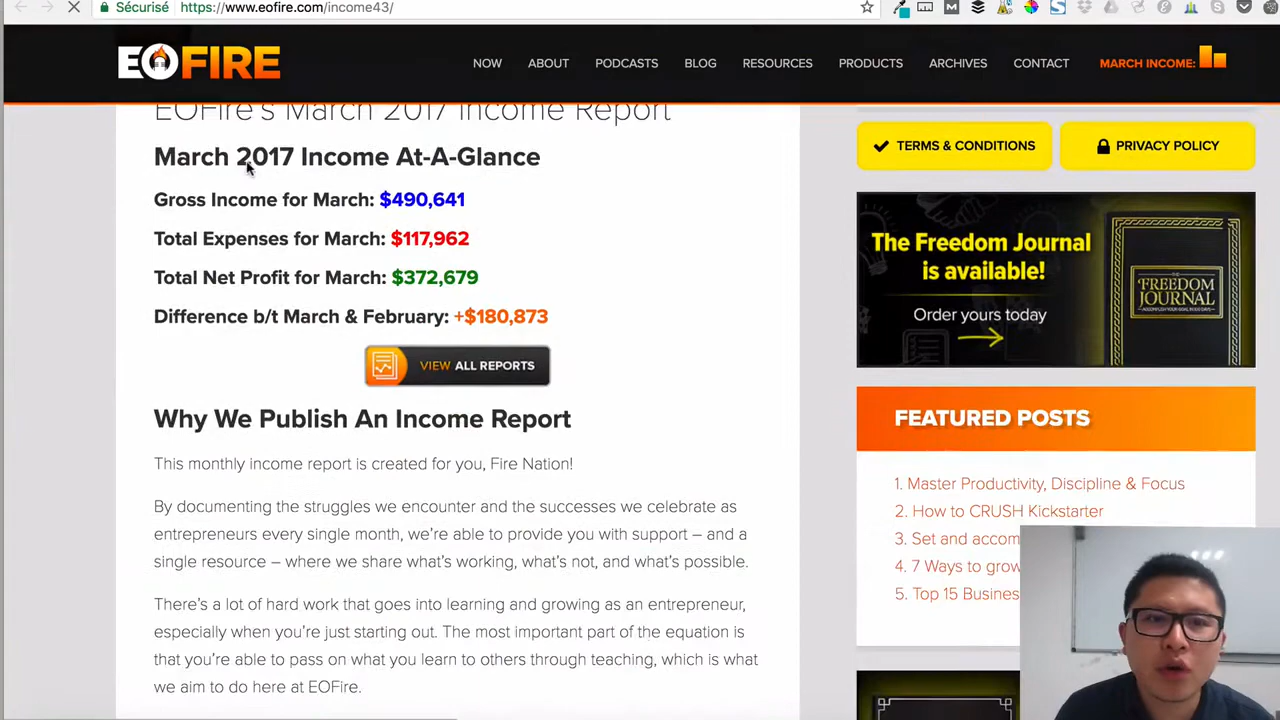 Sécurisé https://www.eofire.com/income43/
EOFIRE
NOW ABOUT PODCASTS BLOG RESOURCES PRODUCTS ARCHIVES CONTACT MARCH INCOME:
EOFire's March 2017 Income Report
March 2017 Income At-A-Glance
Gross Income for March: $490,641
Total Expenses for March: $117,962
Total Net Profit for March: $372,679
Difference b/t March & February: +$180,873
VIEW ALL REPORTS
Why We Publish An Income Report
This monthly income report is created for you, Fire Nation!
By documenting the struggles we encounter and the successes we celebrate as
entrepreneurs every single month, we're able to provide you with support – and a
single resource – where we share what's working, what's not, and what's possible.
There's a lot of hard work that goes into learning and growing as an entrepreneur,
especially when you're just starting out. The most important part of the equation is
that you're able to pass on what you learn to others through teaching, which is what
we aim to do here at EOFire.
TERMS & CONDITIONS
PRIVACY POLICY
The Freedom Journal
is available!
Order yours today
THE
FREEDOM
JOURNAL
FEATURED POSTS
1. Master Productivity, Discipline & Focus
2. How to CRUSH Kickstarter
3. Set and accom
4. 7 Ways to grow
5. Top 15 Busines